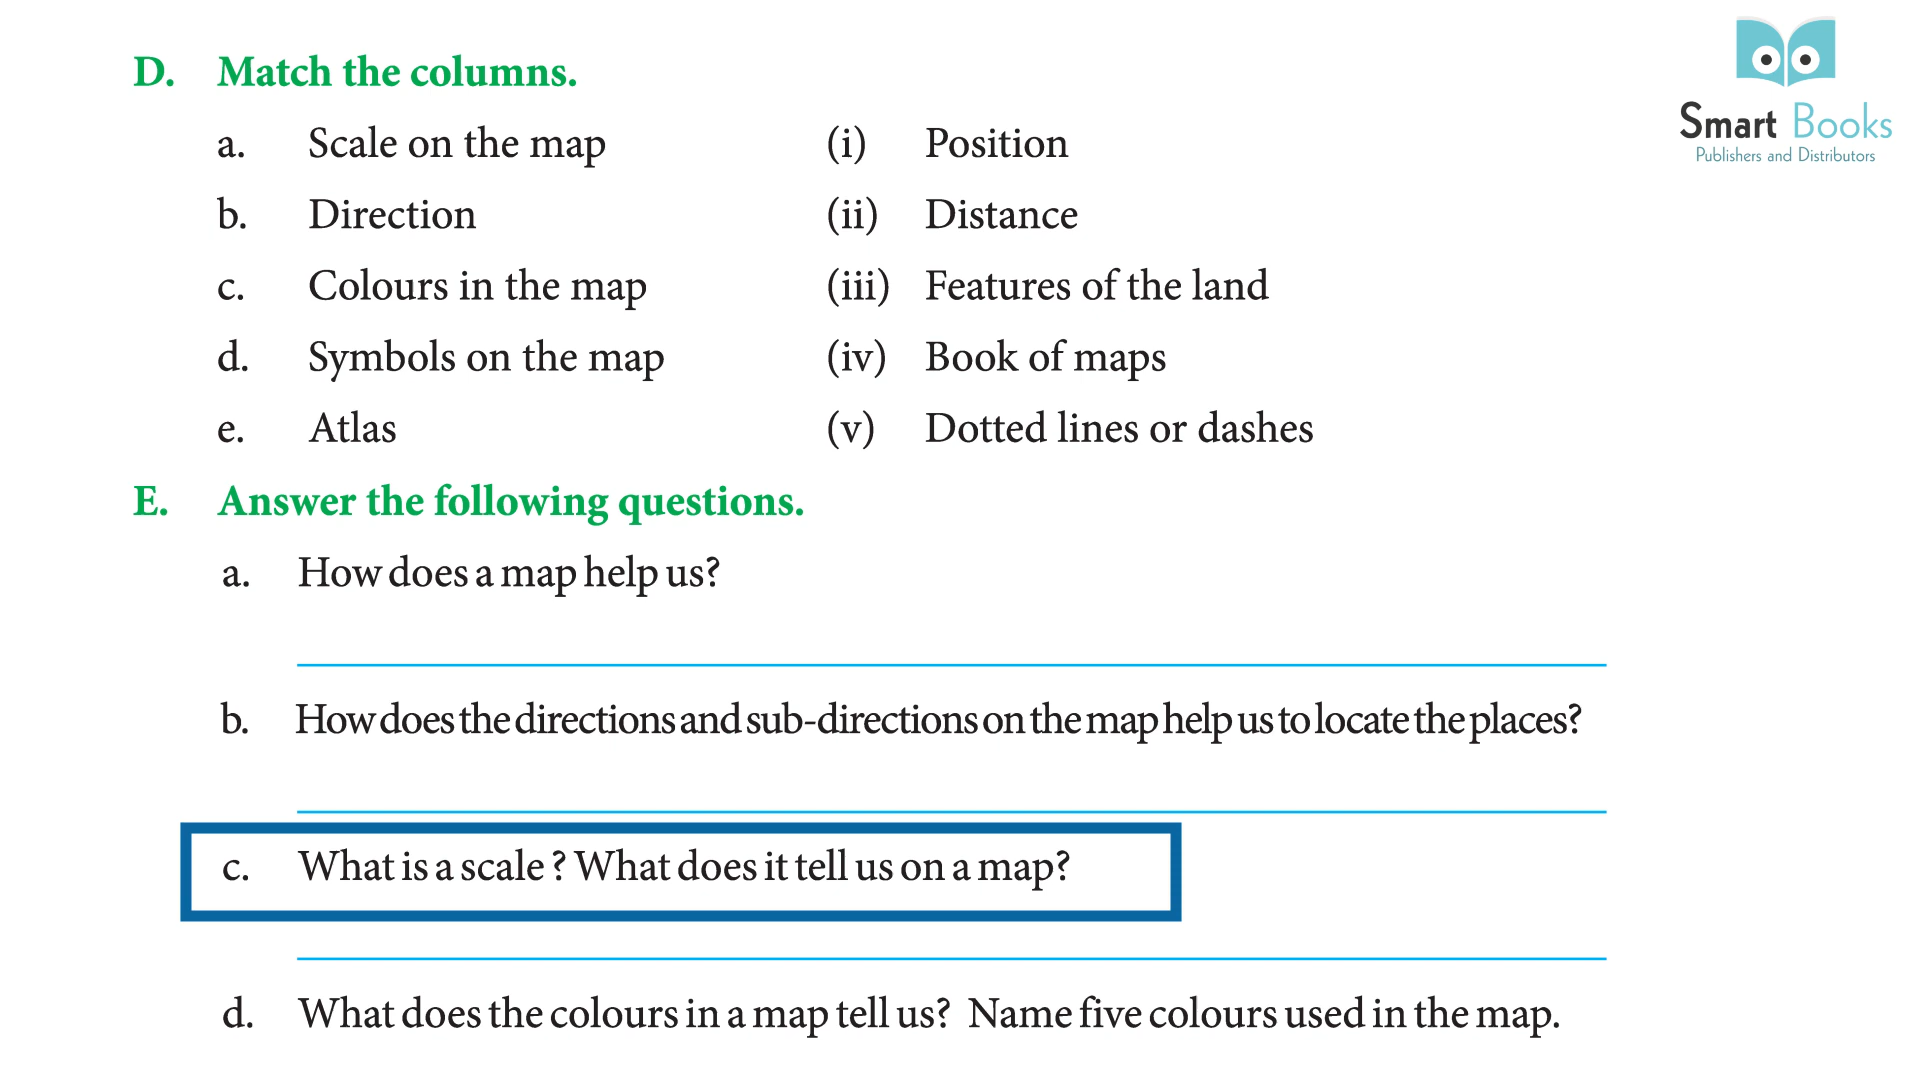 D. Match the columns.
a. Scale on the map (i) Position
b. Direction (ii) Distance
c. Colours in the map (iii) Features of the land
d. Symbols on the map (iv) Book of maps
e. Atlas (v) Dotted lines or dashes
E. Answer the following questions.
a. How does a map help us?
b. How does the directions and sub-directions on the map help us to locate the places?
c. What is a scale ? What does it tell us on a map?
d. What does the colours in a map tell us? Name five colours used in the map.
Smart Books
Publishers and Distributors